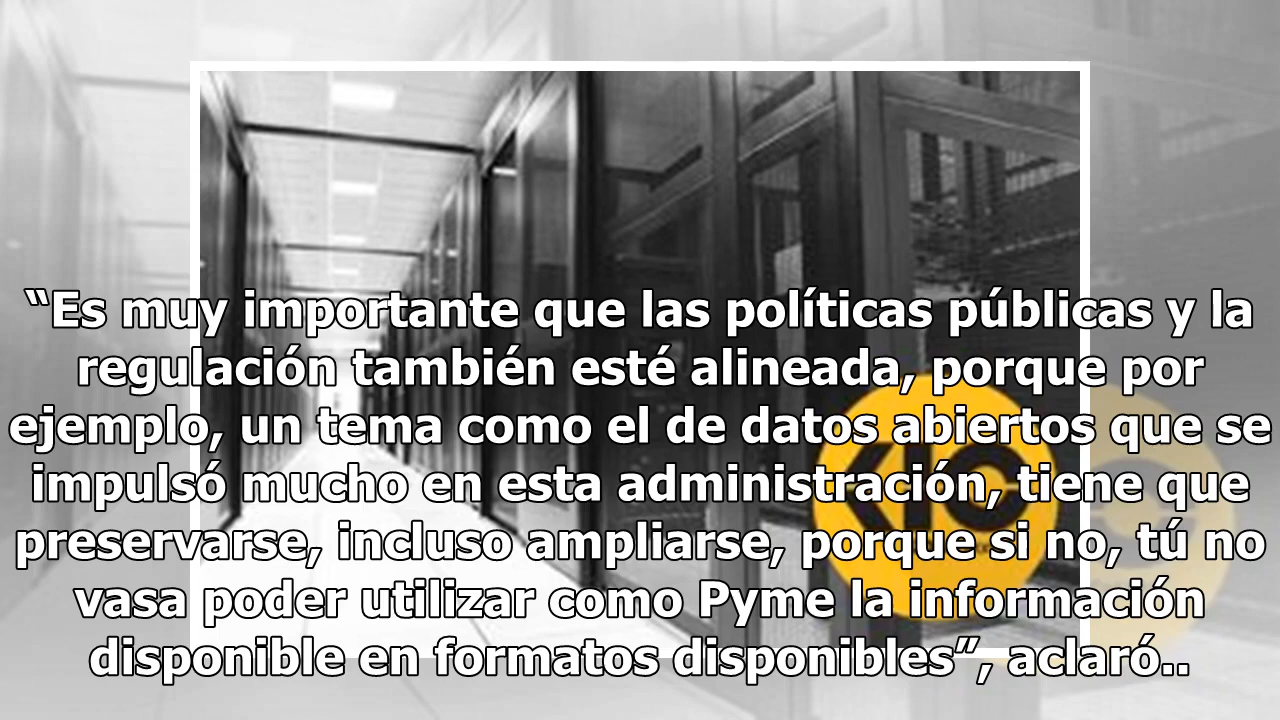 “Es muy importante que las políticas públicas y la
regulación también esté alineada, porque por
ejemplo, un tema como el de datos abiertos que se
impulsó mucho en esta administración, tiene que
preservarse, incluso ampliarse, porque si no, tú no
vasa poder utilizar como Pyme la información
disponible en formatos disponibles”, aclaró..
kio